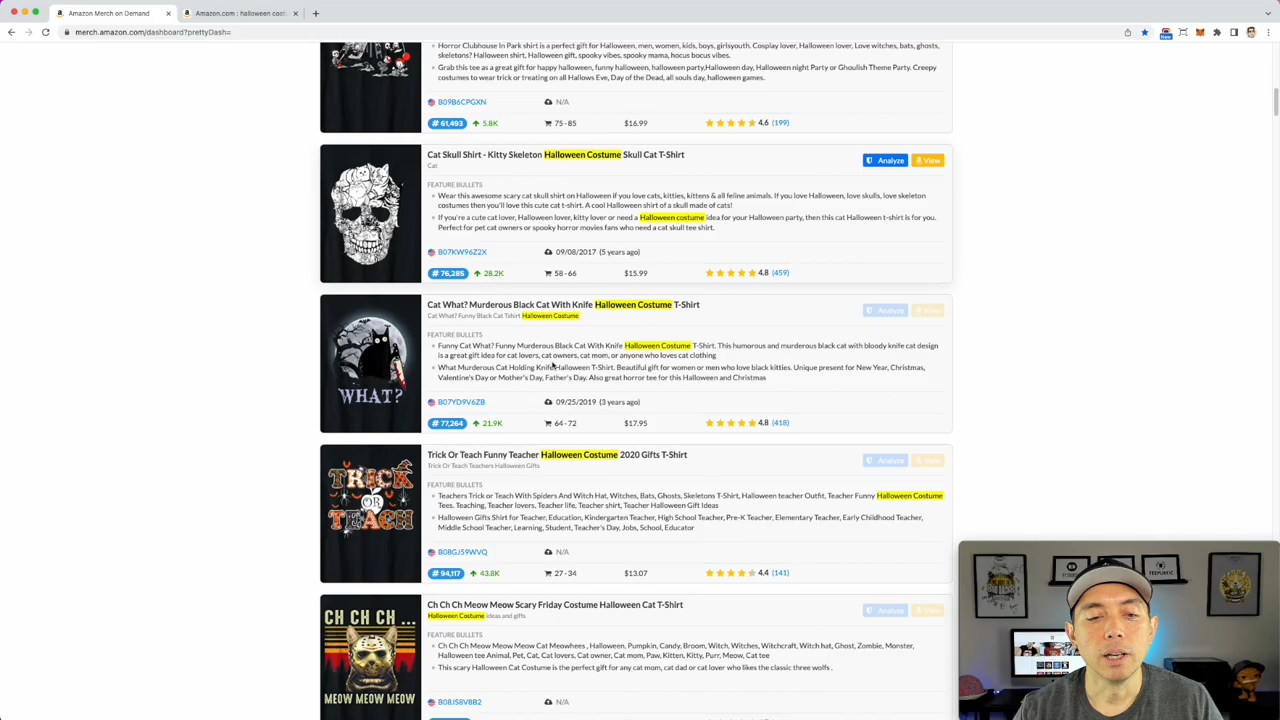 Amazon Merch on Demand
Amazon.com : halloween cost
merch.amazon.com/dashboard?prettyDash=
New
Horror Clubhouse In Park shirt is a perfect gift for Halloween, men, women, kids, boys, girlsyouth. Cosplay lover, Halloween lover, Love witches, bats, ghosts,
skeletons? Halloween shirt, Halloween gift, spooky vibes, spooky mama, hocus bocus vibes.
Grab this tee as a great gift for happy halloween, funny halloween, halloween party,Halloween day, Halloween night Party or Ghoulish Theme Party. Creepy
costumes to wear trick or treating on all Hallows Eve, Day of the Dead, all souls day, halloween games.
B09B6CPGXN N/A
# 61,493 5.8K 75-85 $16.99 4.6 (199)
Cat Skull Shirt - Kitty Skeleton Halloween Costume Skull Cat T-Shirt
Analyze View
Cat
FEATURE BULLETS
Wear this awesome scary cat skull shirt on Halloween if you love cats, kitties, kittens & all feline animals. If you love Halloween, love skulls, love skeleton
costumes then you'll love this cute cat t-shirt. A cool Halloween shirt of a skull made of cats!
If you're a cute cat lover, Halloween lover, kitty lover or need a Halloween costume idea for your Halloween party, then this cat Halloween t-shirt is for you.
Perfect for pet cat owners or spooky horror movies fans who need a cat skull tee shirt.
B07KW96Z2X 09/08/2017 (5 years ago)
# 76,285 28.2K 58-66 $15.99 4.8 (459)
Cat What? Murderous Black Cat With Knife Halloween Costume T-Shirt
Analyze View
Cat What? Funny Black Cat Tshirt Halloween Costume
FEATURE BULLETS
Funny Cat What? Funny Murderous Black Cat With Knife Halloween Costume T-Shirt. This humorous and murderous black cat with bloody knife cat design
is a great gift idea for cat lovers, cat owners, cat mom, or anyone who loves cat clothing
What Murderous Cat Holding Knife Halloween T-Shirt. Beautiful gift for women or men who love black kitties. Unique present for New Year, Christmas,
Valentine's Day or Mother's Day, Father's Day. Also great horror tee for this Halloween and Christmas
WHAT?
B07YD9V6ZB 09/25/2019 (3 years ago)
# 77,264 21.9K 64-72 $17.95 4.8 (418)
Trick Or Teach Funny Teacher Halloween Costume 2020 Gifts T-Shirt
Analyze View
Trick Or Teach Teachers Halloween Gifts
FEATURE BULLETS
TRICK
OR
TEACH
Teachers Trick or Teach With Spiders And Witch Hat, Witches, Bats, Ghosts, Skeletons T-Shirt, Halloween teacher Outfit, Teacher Funny Halloween Costume
Tees. Teaching, Teacher lovers, Teacher life, Teacher shirt, Teacher Halloween Gift Ideas
Halloween Gifts Shirt for Teacher, Education, Kindergarten Teacher, High School Teacher, Pre-K Teacher, Elementary Teacher, Early Childhood Teacher,
Middle School Teacher, Learning, Student, Teacher's Day, Jobs, School, Educator
B08GJ59WVQ N/A
# 94,117 43.8K 27-34 $13.07 4.4 (141)
Ch Ch Ch Meow Meow Scary Friday Costume Halloween Cat T-Shirt
Analyze View
Halloween Costume ideas and gifts
FEATURE BULLETS
CH CH CH ...
MEOW MEOW MEOW
Ch Ch Ch Meow Meow Meow Cat Meowhees , Halloween, Pumpkin, Candy, Broom, Witch, Witches, Witchcraft, Witch hat, Ghost, Zombie, Monster,
Halloween tee Animal, Pet, Cat, Cat lovers, Cat owner, Cat mom, Paw, Kitten, Kitty, Purr, Meow, Cat tee
This scary Halloween Cat Costume is the perfect gift for any cat mom, cat dad or cat lover who likes the classic three wolfs .
B08JS8V8B2 N/A
TEEPUBLIC